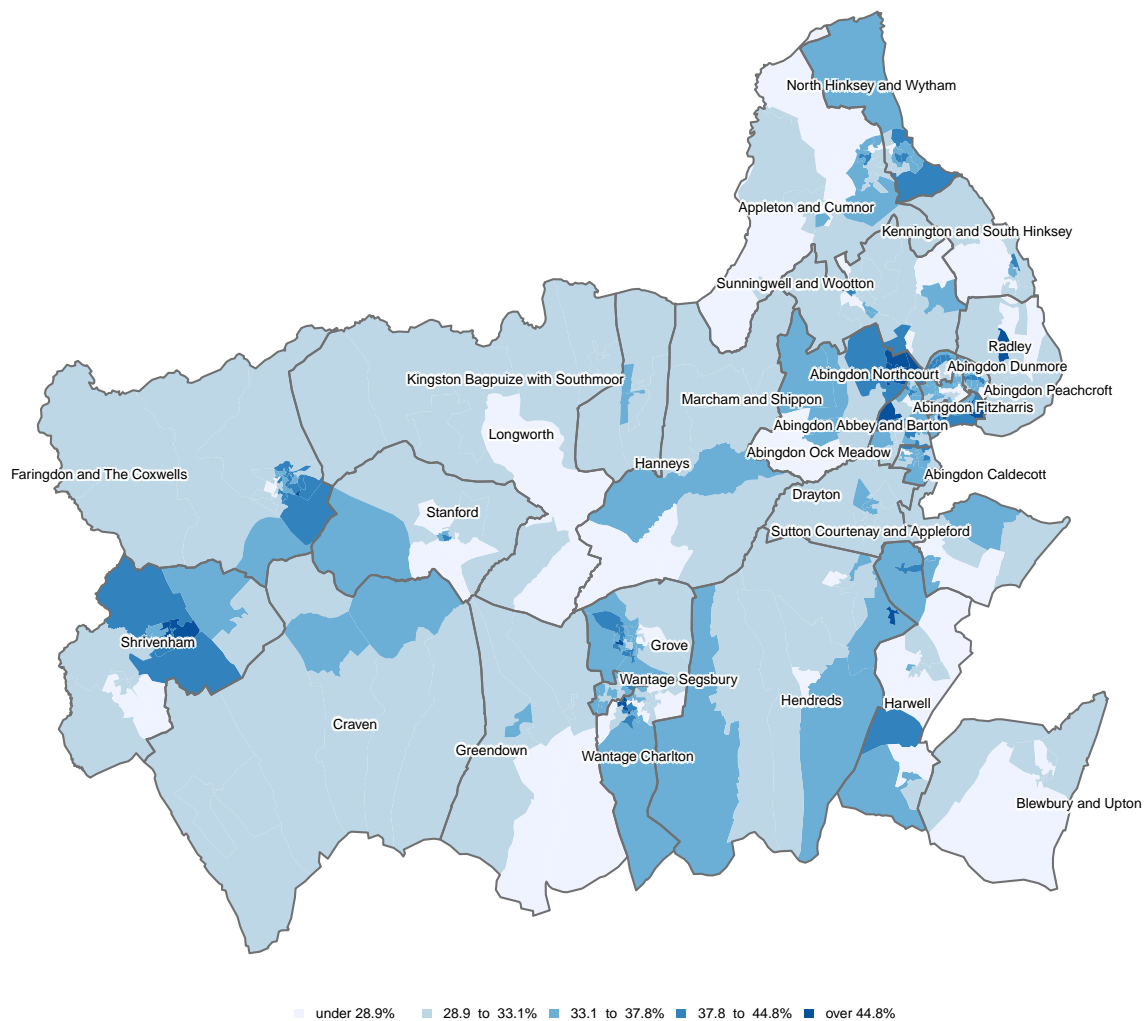 North Hinksey and Wytham
Appleton and Cumnor
Kennington and South Hinksey
Sunningwell and Wootton
Radley
Abingdon Dunmore
Abingdon Northcourt
Kingston Bagpuize with Southmoor
Abingdon Peachcroft
Marcham and Shippon
Abingdon Fitzharris
Abingdon Abbey and Barton
Longworth
Abingdon Ock Meadow
Hanneys
Faringdon and The Coxwells
Abingdon Caldecott
Drayton
Stanford
Sutton Courtenay and Appleford
Shrivenham
Grove
Wantage Segsbury
Hendreds
Harwell
Craven
Greendown
Wantage Charlton
Blewbury and Upton
under 28.9% 28.9 to 33.1% 33.1 to 37.8% 37.8 to 44.8% over 44.8%